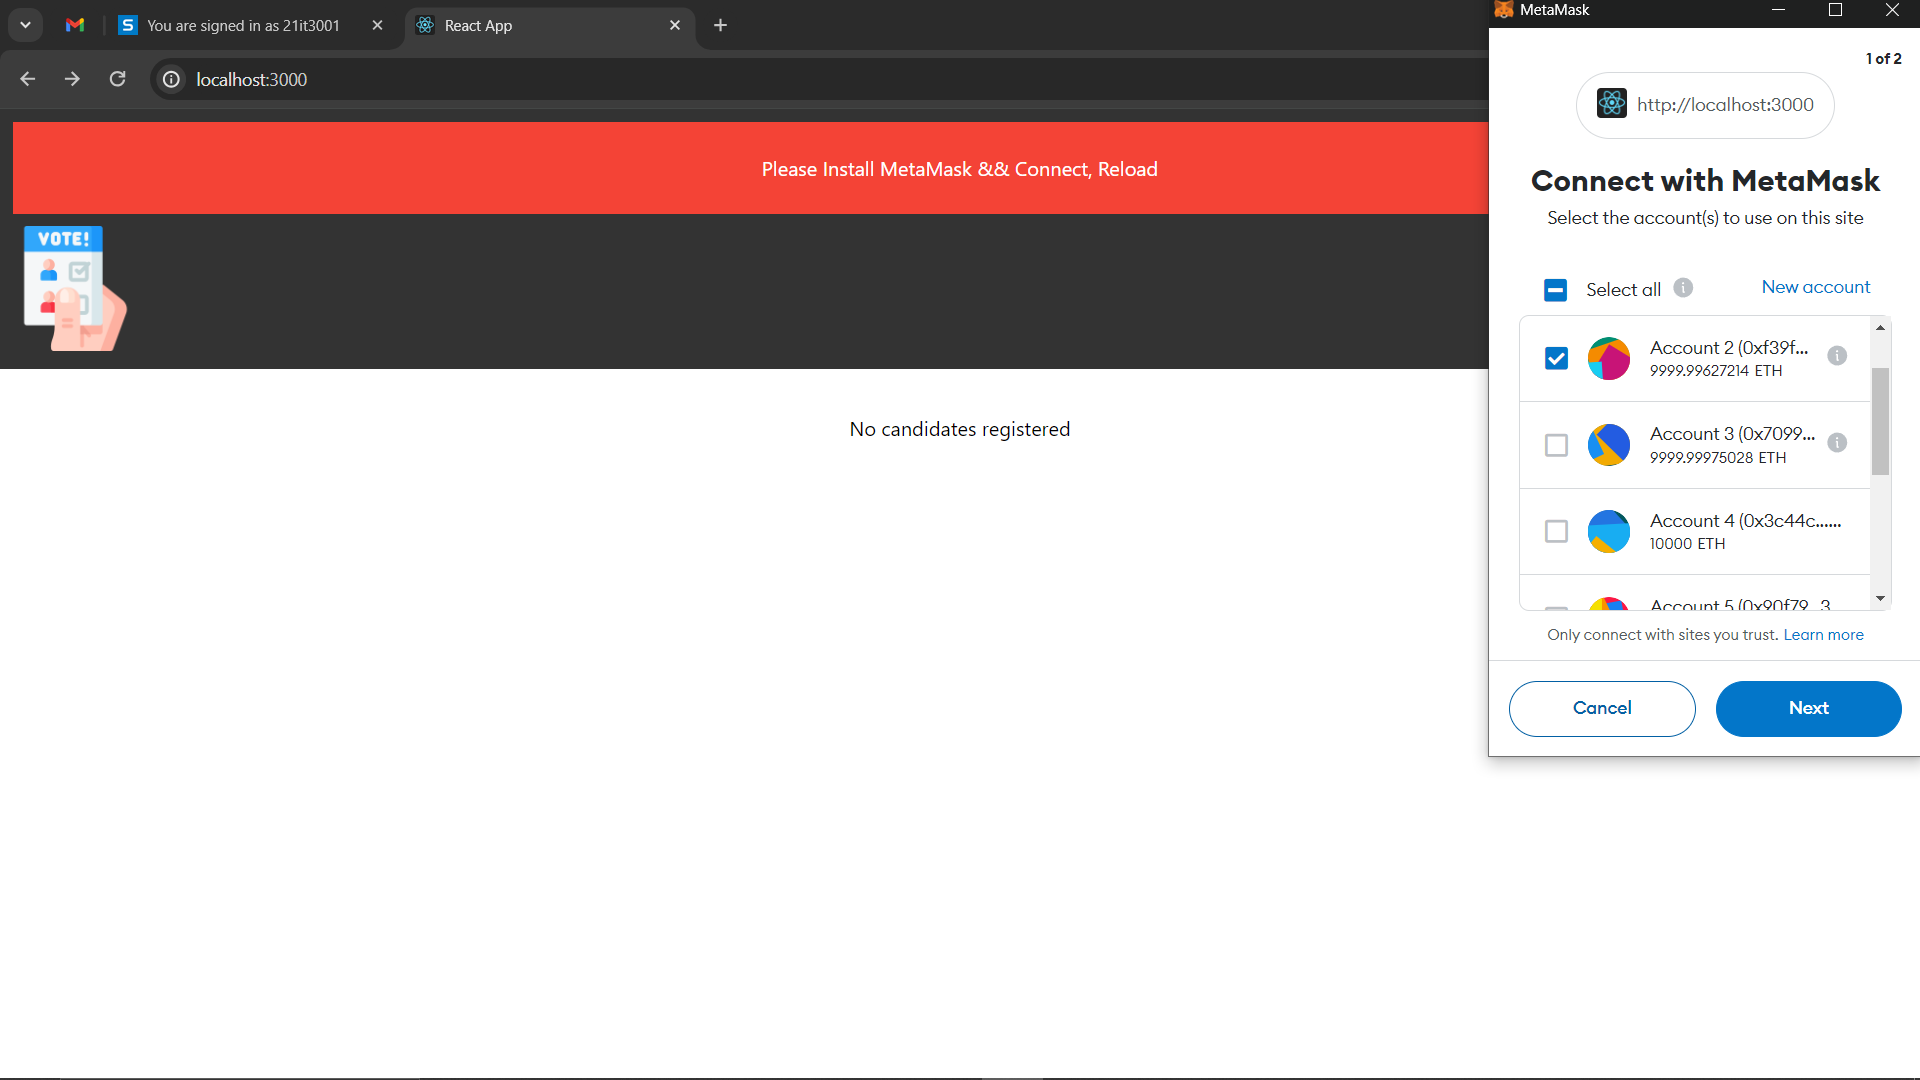 You are signed in as 21it3001
React App
localhost:3000
Please Install MetaMask && Connect, Reload
VOTE!
No candidates registered
MetaMask
1 of 2
http://localhost:3000
Connect with MetaMask
Select the account(s) to use on this site
Select all
New account
Account 2 (0xf39f...
9999.99627214 ETH
Account 3 (0x7099...
9999.99975028 ETH
Account 4 (0x3c44c......
10000 ETH
Account 5 (0x90f79...3
Only connect with sites you trust. Learn more
Cancel
Next